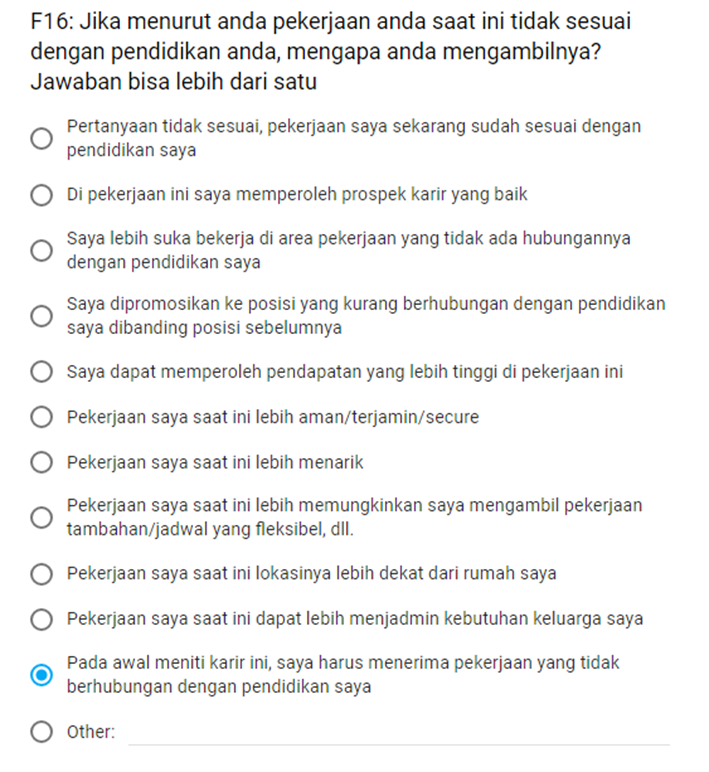 F16: Jika menurut anda pekerjaan anda saat ini tidak sesuai
dengan pendidikan anda, mengapa anda mengambilnya?
Jawaban bisa lebih dari satu
Pertanyaan tidak sesuai, pekerjaan saya sekarang sudah sesuai dengan
pendidikan saya
Di pekerjaan ini saya memperoleh prospek karir yang baik
Saya lebih suka bekerja di area pekerjaan yang tidak ada hubungannya
dengan pendidikan saya
Saya dipromosikan ke posisi yang kurang berhubungan dengan pendidikan
saya dibanding posisi sebelumnya
Saya dapat memperoleh pendapatan yang lebih tinggi di pekerjaan ini
Pekerjaan saya saat ini lebih aman/terjamin/secure
Pekerjaan saya saat ini lebih menarik
Pekerjaan saya saat ini lebih memungkinkan saya mengambil pekerjaan
tambahan/jadwal yang fleksibel, dll.
Pekerjaan saya saat ini lokasinya lebih dekat dari rumah saya
Pekerjaan saya saat ini dapat lebih menjadmin kebutuhan keluarga saya
Pada awal meniti karir ini, saya harus menerima pekerjaan yang tidak
berhubungan dengan pendidikan saya
Other: